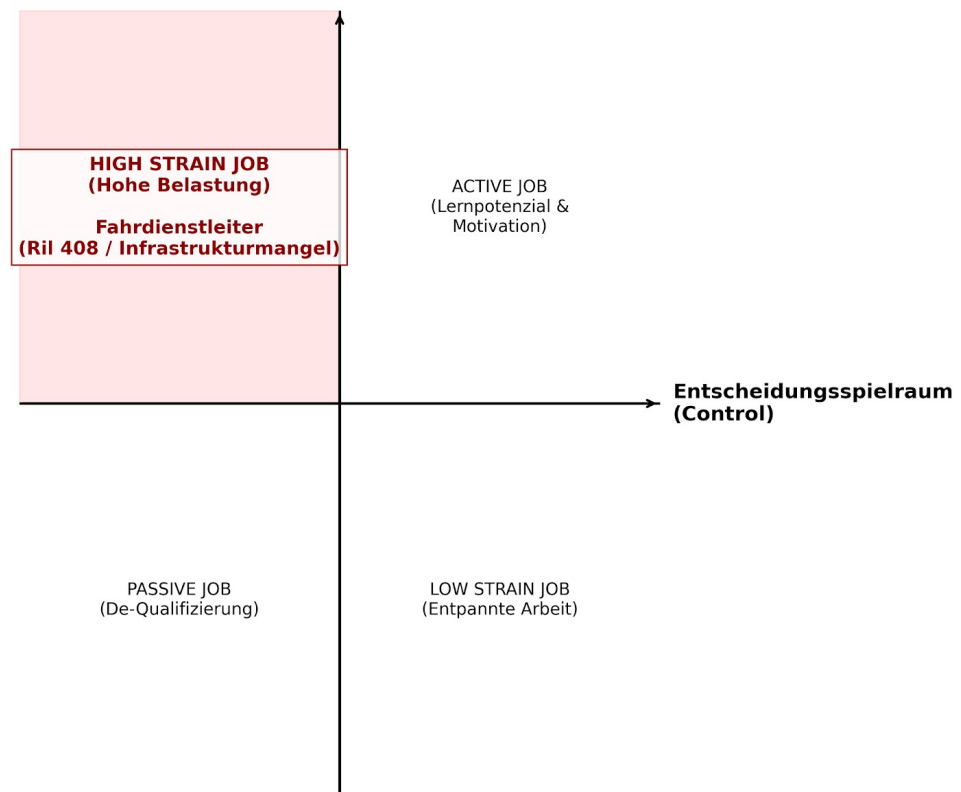 HIGH STRAIN JOB
(Hohe Belastung)
Fahrdienstleiter
(Ril 408 / Infrastrukturmangel)
ACTIVE JOB
(Lernpotenzial &
Motivation)
Entscheidungsspielraum
(Control)
PASSIVE JOB
(De-Qualifizierung)
LOW STRAIN JOB
(Entpannte Arbeit)